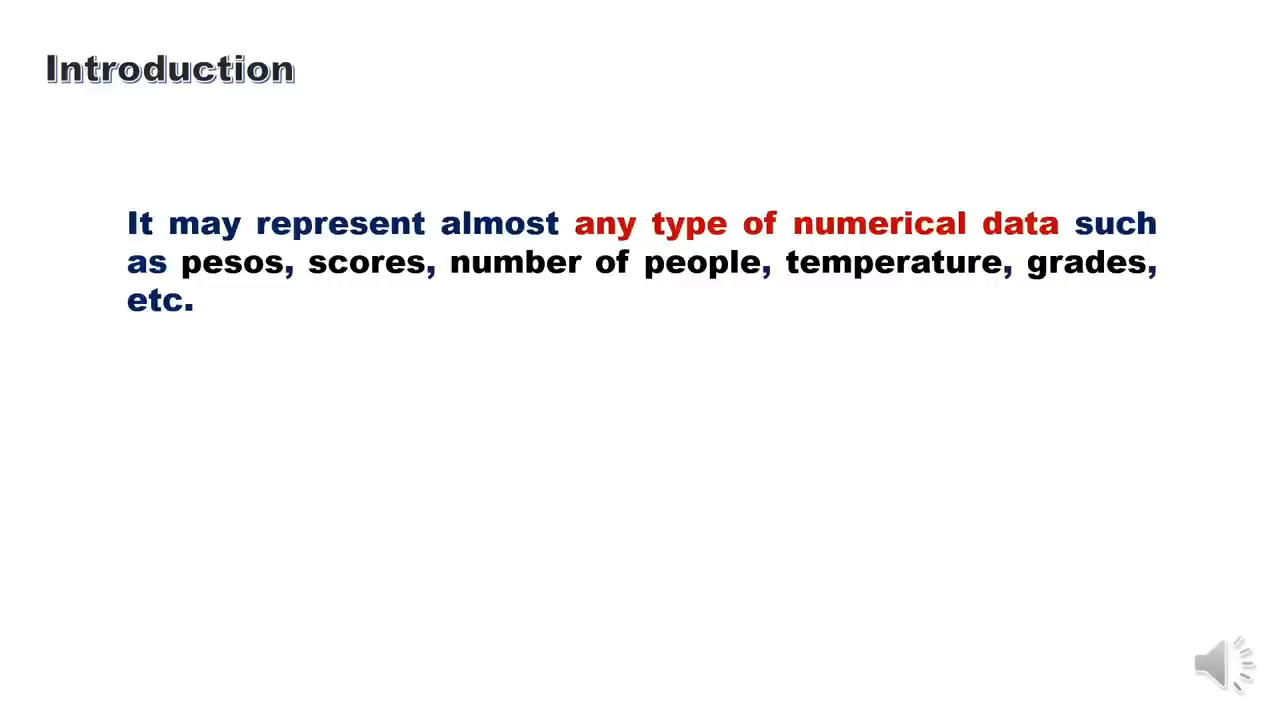 Introduction
It may represent almost any type of numerical data such
as pesos, scores, number of people, temperature, grades,
etc.